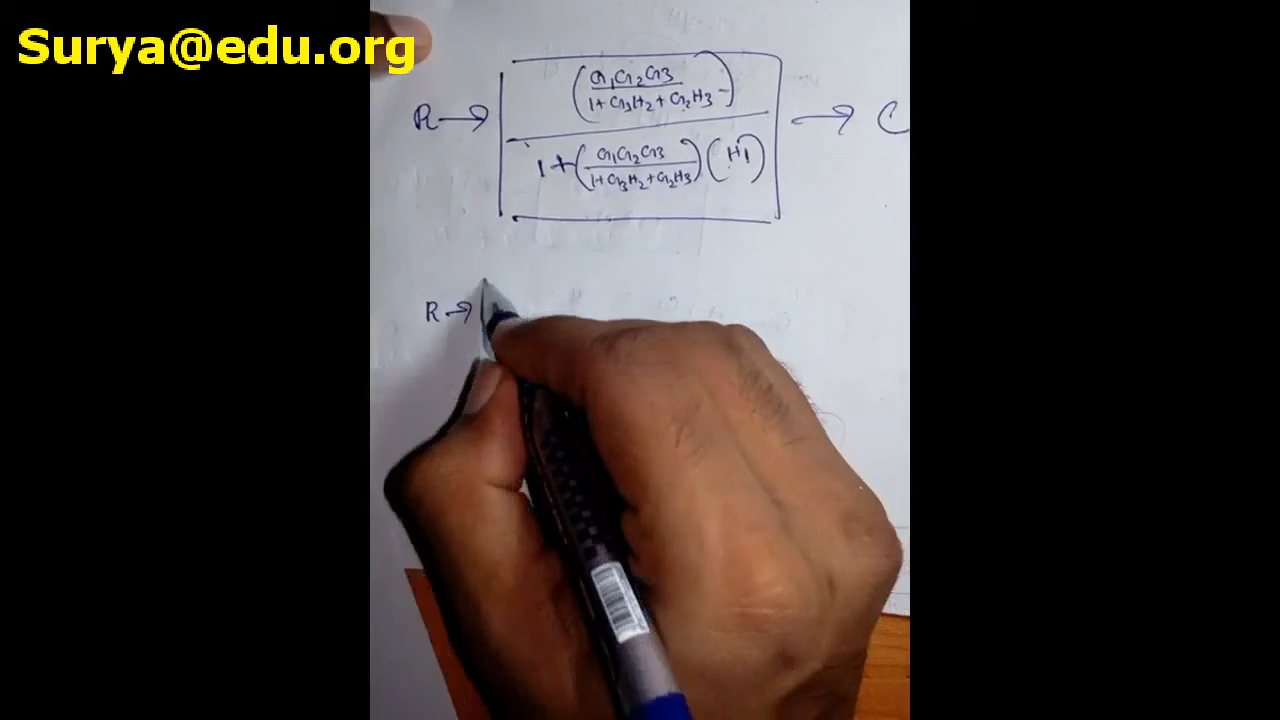 Surya@edu.org
G1G2G3
1+G3H2+G2H3
R → → C
1+(G1G2G3 / 1+G3H2+G2H3)(H1)
R →